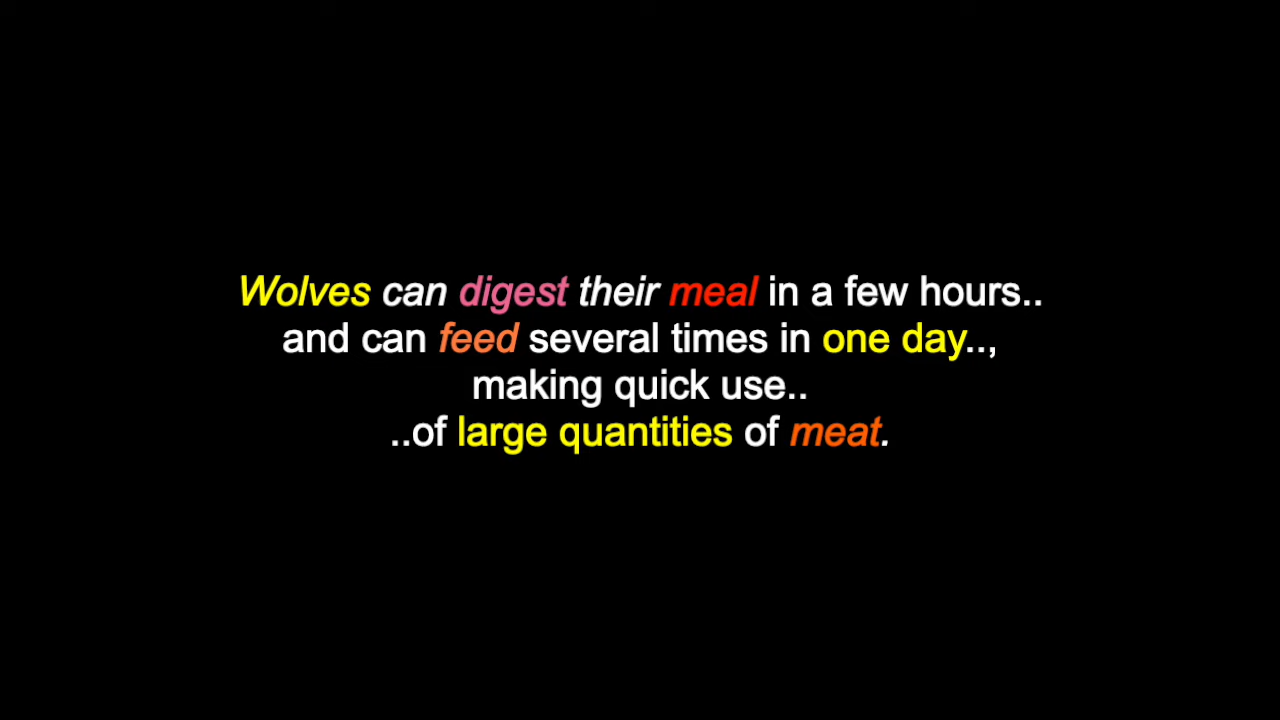 Wolves can digest their meal in a few hours..
and can feed several times in one day..,
making quick use..
..of large quantities of meat.